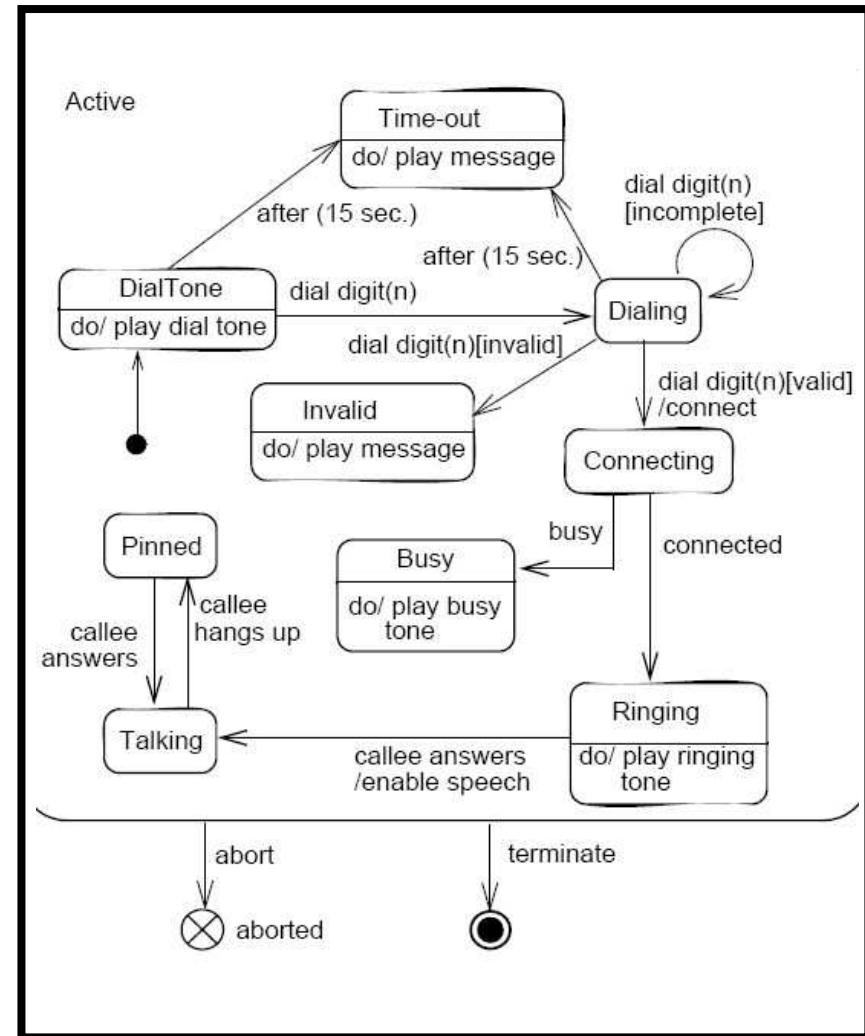 Active
Time-out
do/ play message
dial digit(n)
[incomplete]
after (15 sec.)
after (15 sec.)
DialTone
do/ play dial tone
dial digit(n)
Dialing
dial digit(n)[invalid]
dial digit(n)[valid]
/connect
Invalid
do/ play message
Connecting
Pinned
busy
connected
Busy
do/ play busy
tone
callee
hangs up
callee
answers
Ringing
do/ play ringing
tone
Talking
callee answers
/enable speech
abort
terminate
aborted